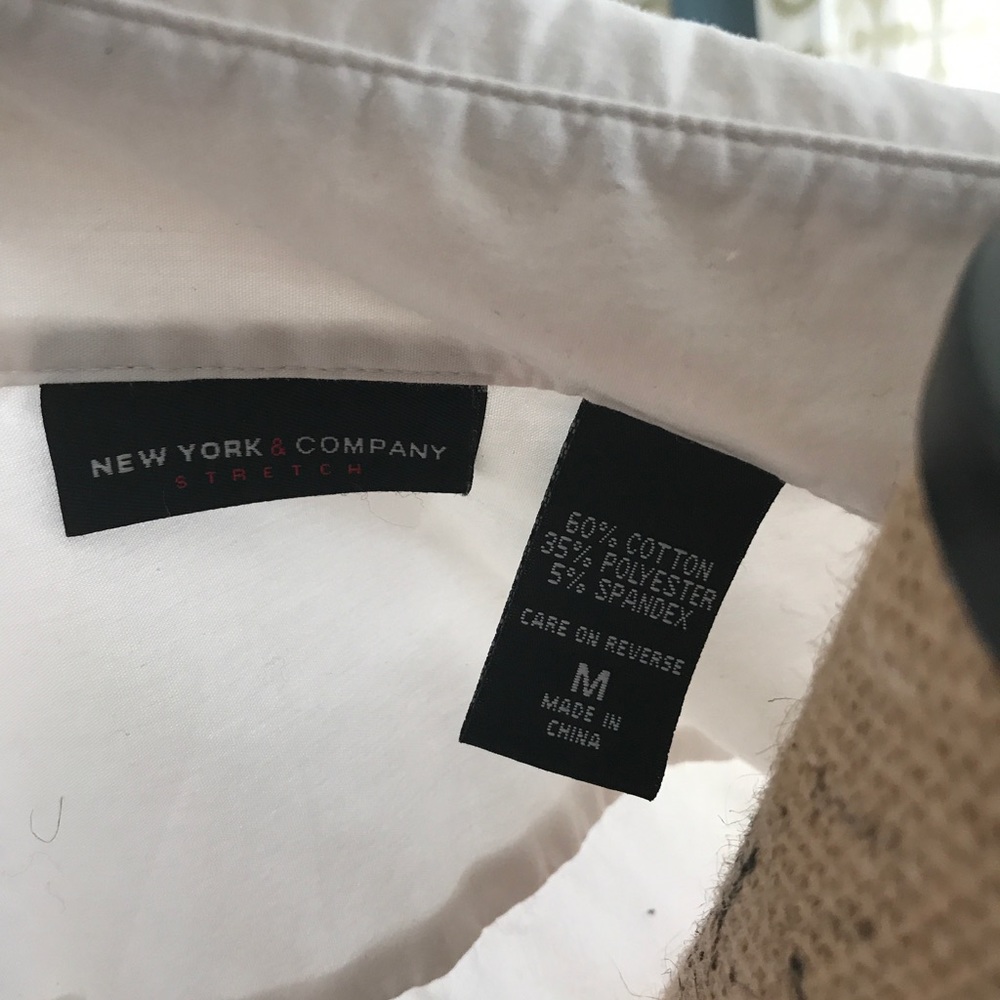 NEW YORK & COMPANY
STRETCH
60% COTTON
35% POLYESTER
5% SPANDEX
CARE ON REVERSE
M
MADE IN
CHINA